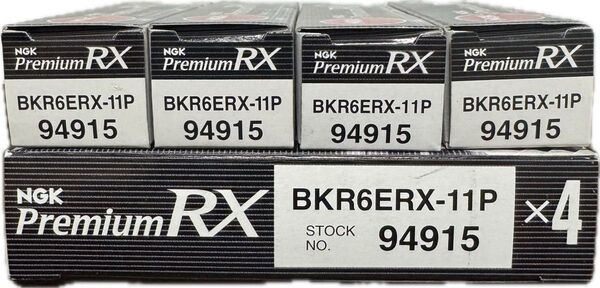 NGK
Premium RX
BKR6ERX-11P
94915
NGK
Premium RX
BKR6ERX-11P
94915
NGK
Premium RX
BKR6ERX-11P
94915
NGK
Premium RX
BKR6ERX-11P
94915
NGK
Premium RX
BKR6ERX-11P
STOCK
NO. 94915
×4